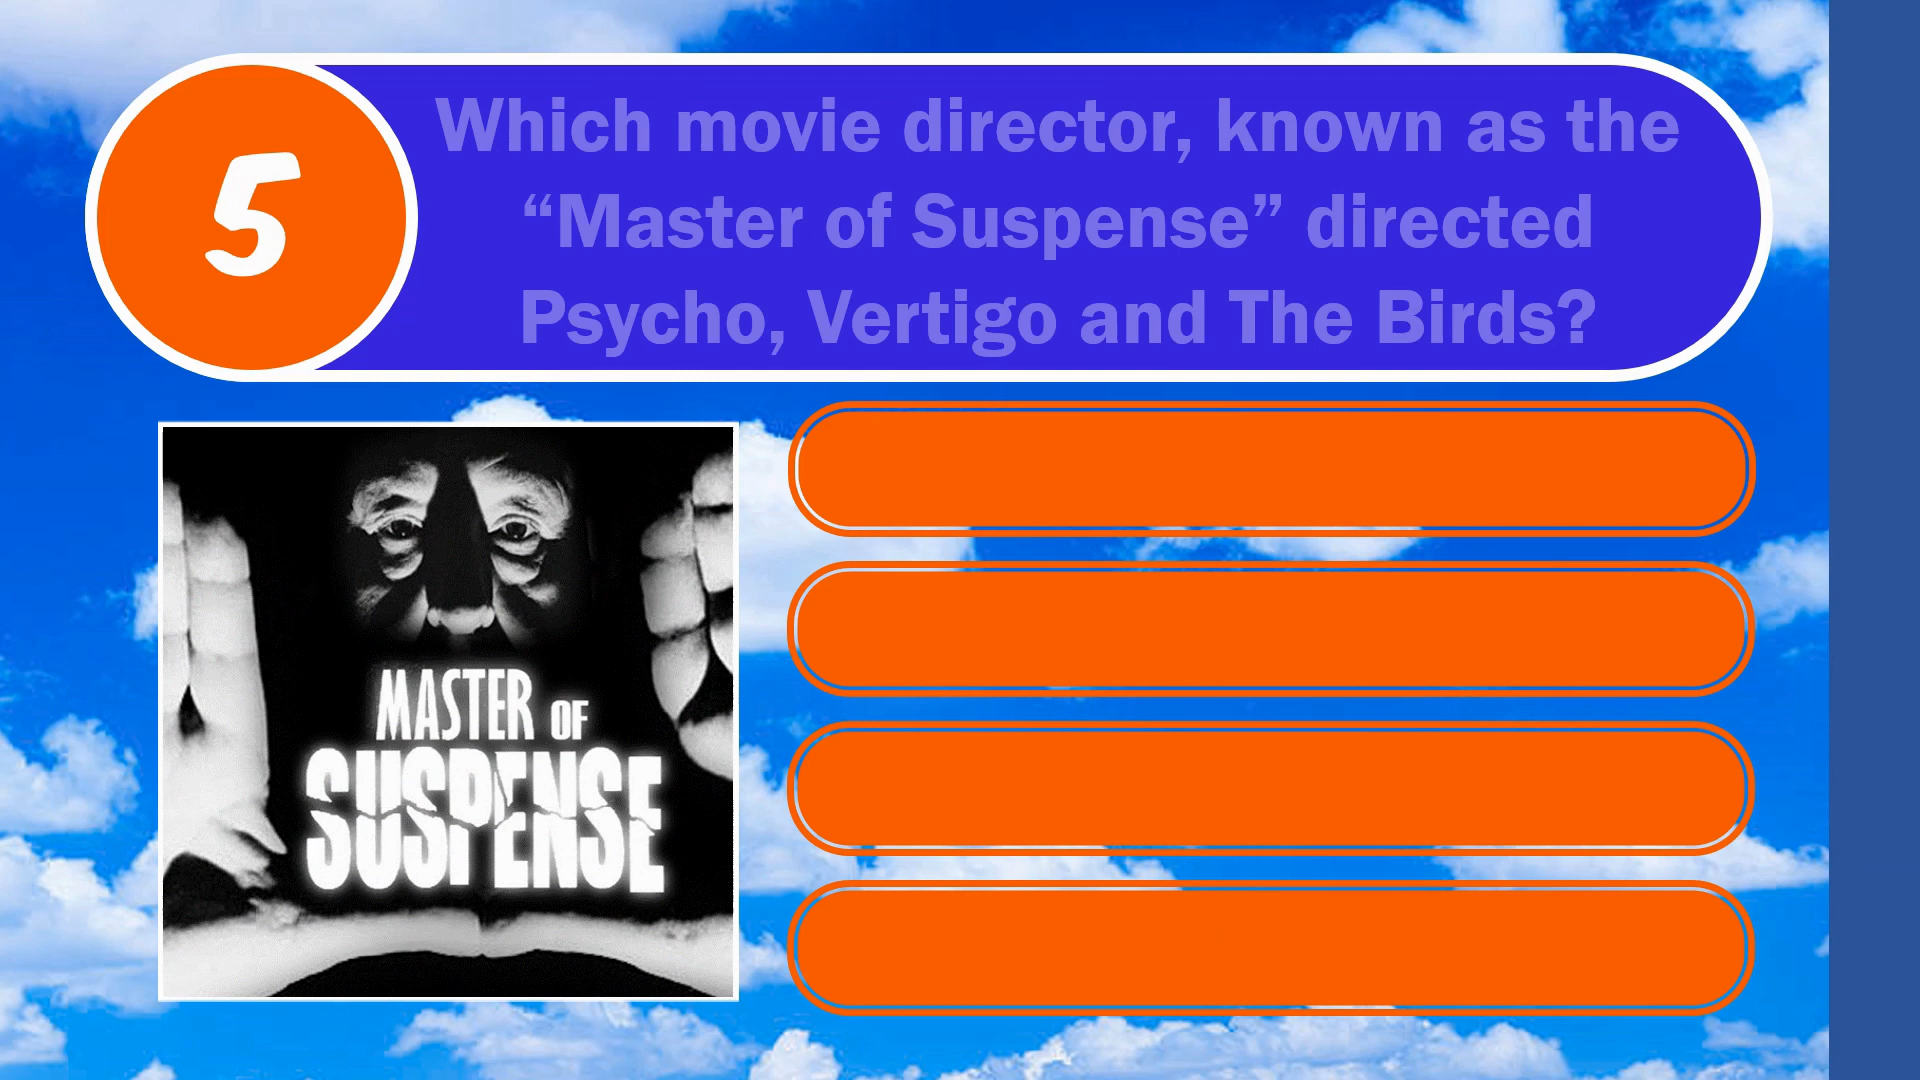 5
Which movie director, known as the
“Master of Suspense” directed
Psycho, Vertigo and The Birds?
MASTER OF
SUSPENSE